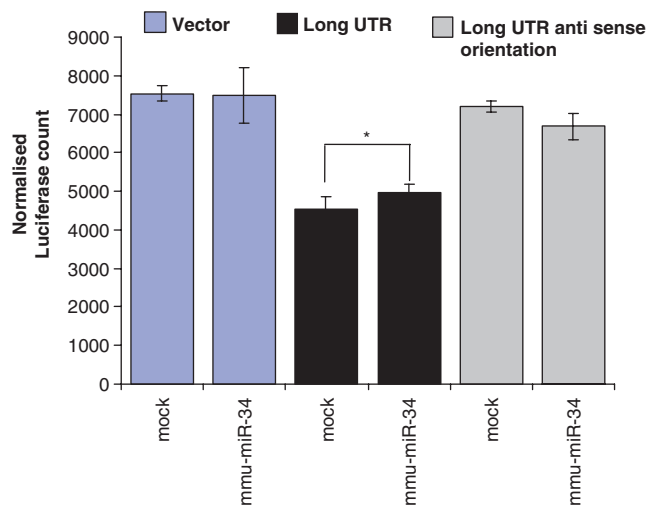 Vector
Long UTR
Long UTR anti sense
orientation
Normalised
Luciferase count
9000
8000
7000
6000
5000
4000
3000
2000
1000
0
*
mock
mmu-miR-34
mock
mmu-miR-34
mock
mmu-miR-34